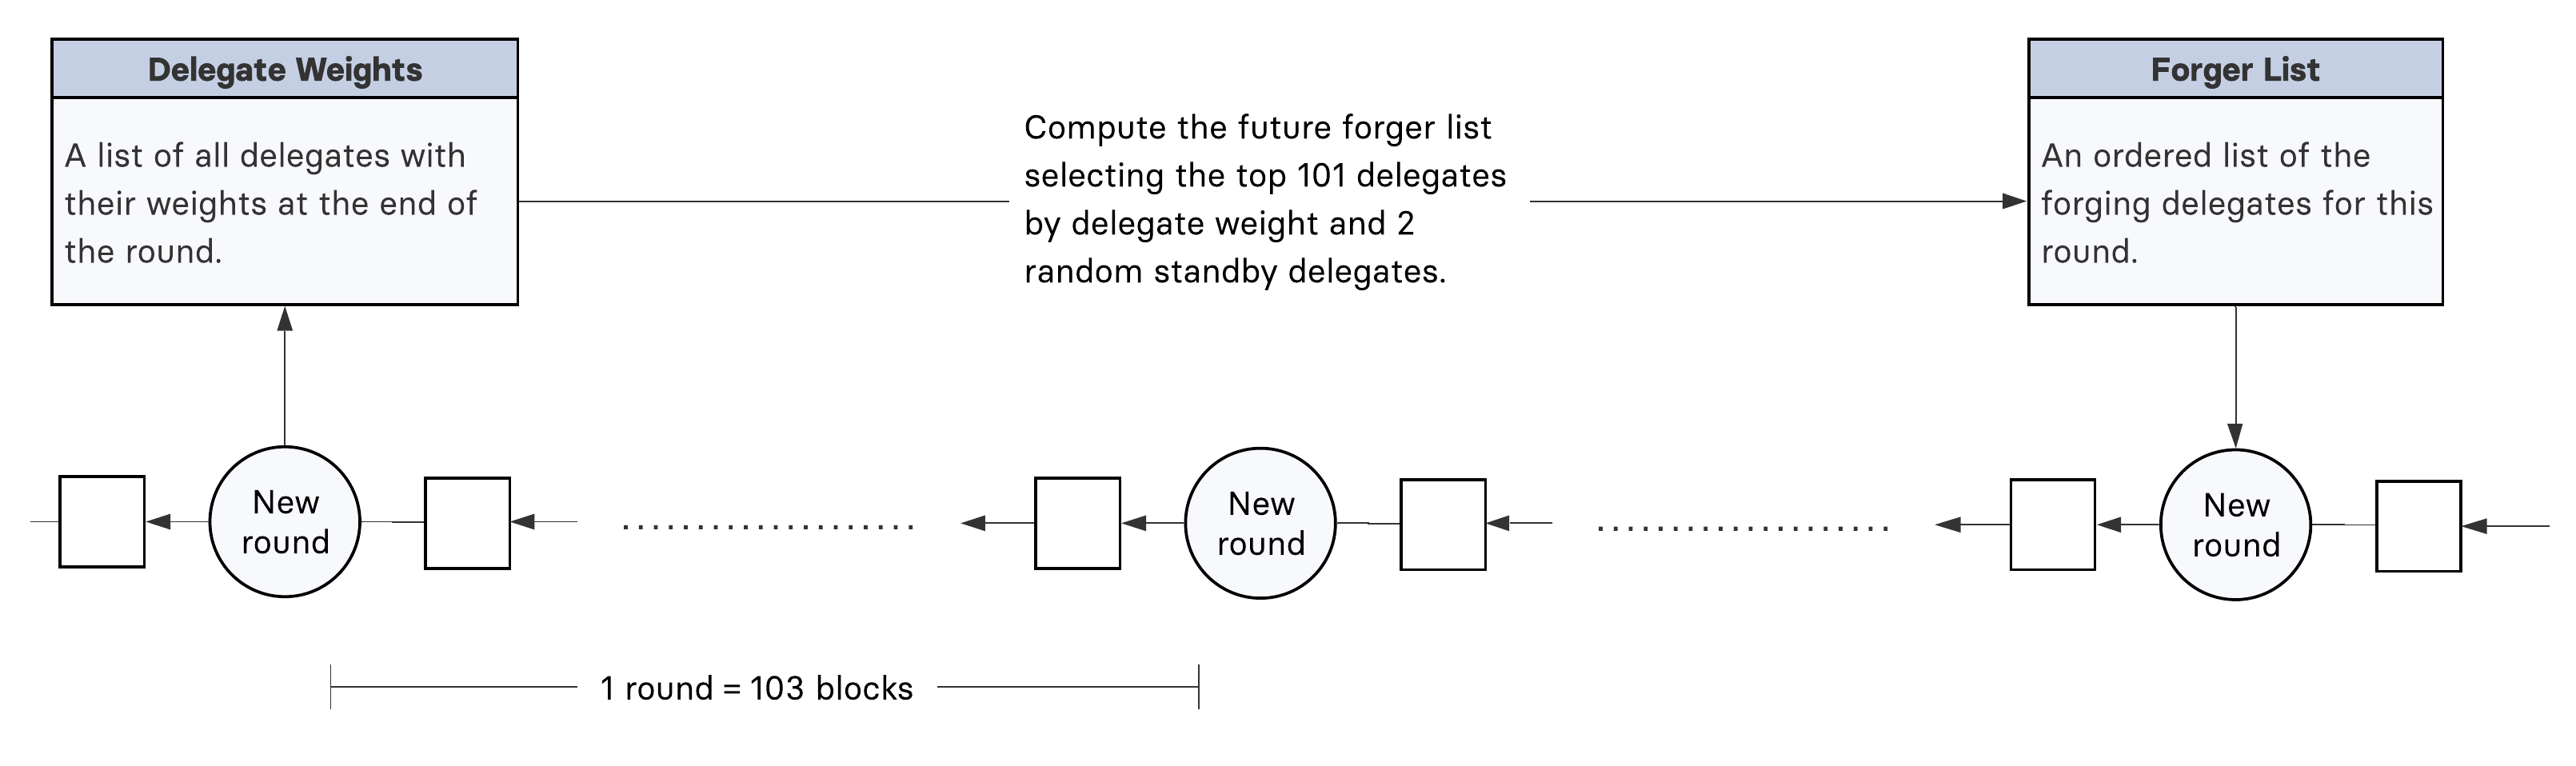 Delegate Weights
A list of all delegates with
their weights at the end of
the round.
Compute the future forger list
selecting the top 101 delegates
by delegate weight and 2
random standby delegates.
Forger List
An ordered list of the
forging delegates for this
round.
New
round
New
round
New
round
1 round = 103 blocks